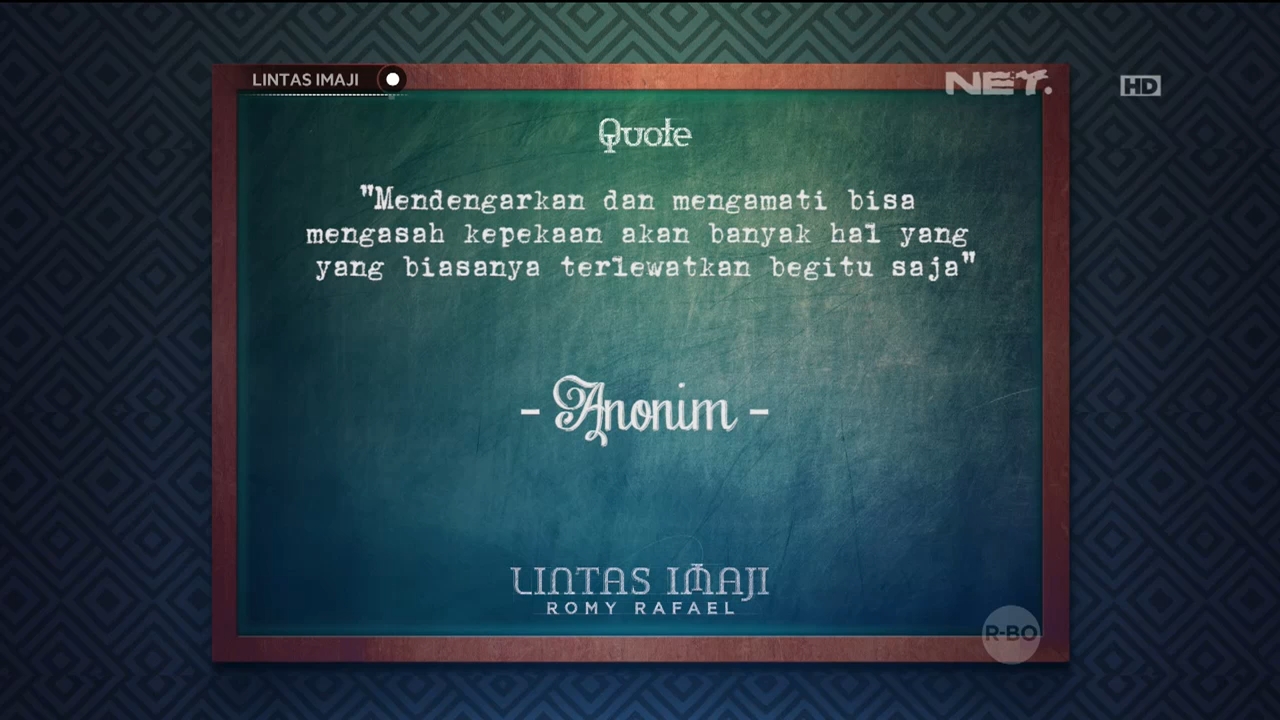 LINTAS IMAJI
NET.
HD
Quote
"Mendengarkan dan mengamati bisa
mengasah kepekaan akan banyak hal yang
yang biasanya terlewatkan begitu saja"
- Anonim -
LINTAS IMAJI
ROMY RAFAEL
R-BO